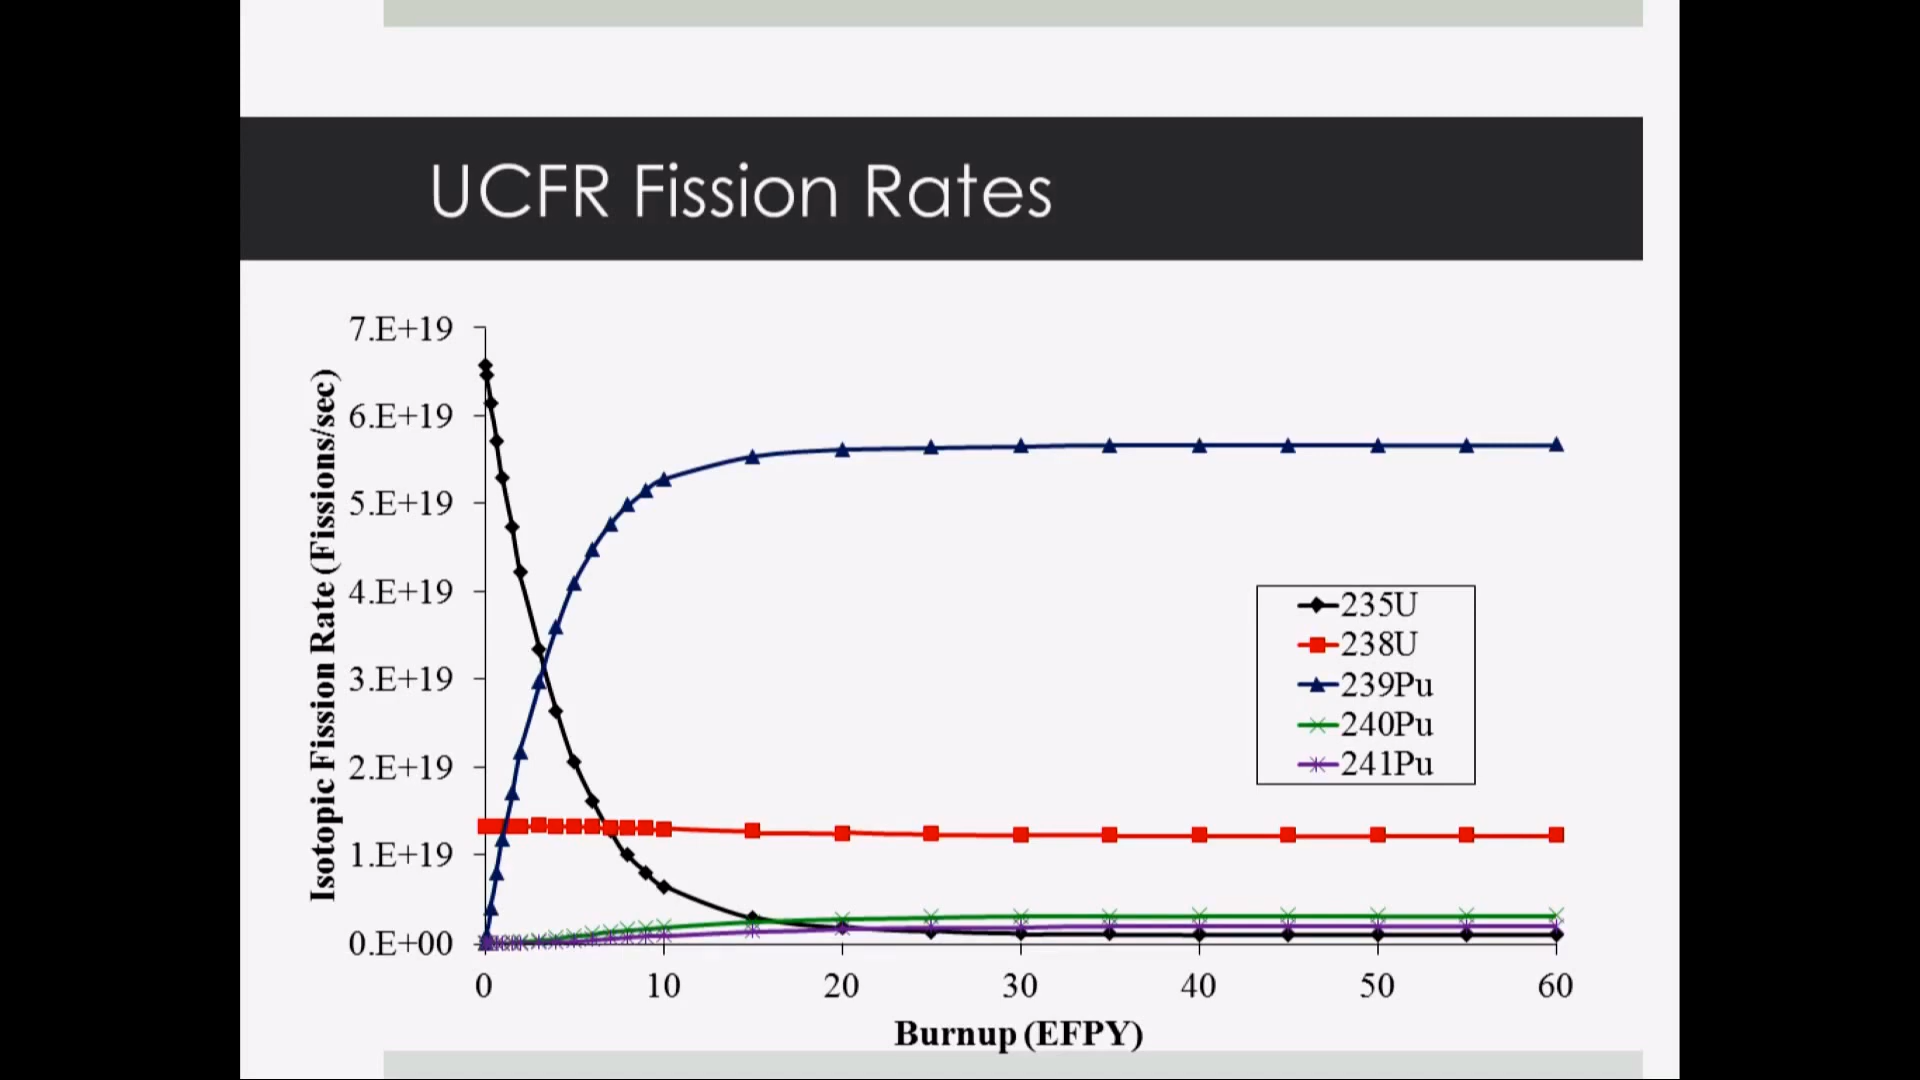 UCFR Fission Rates
Isotopic Fission Rate (Fissions/sec)
7.E+19
6.E+19
5.E+19
4.E+19
3.E+19
2.E+19
1.E+19
0.E+00
235U
238U
239Pu
240Pu
241Pu
0 10 20 30 40 50 60
Burnup (EFPY)